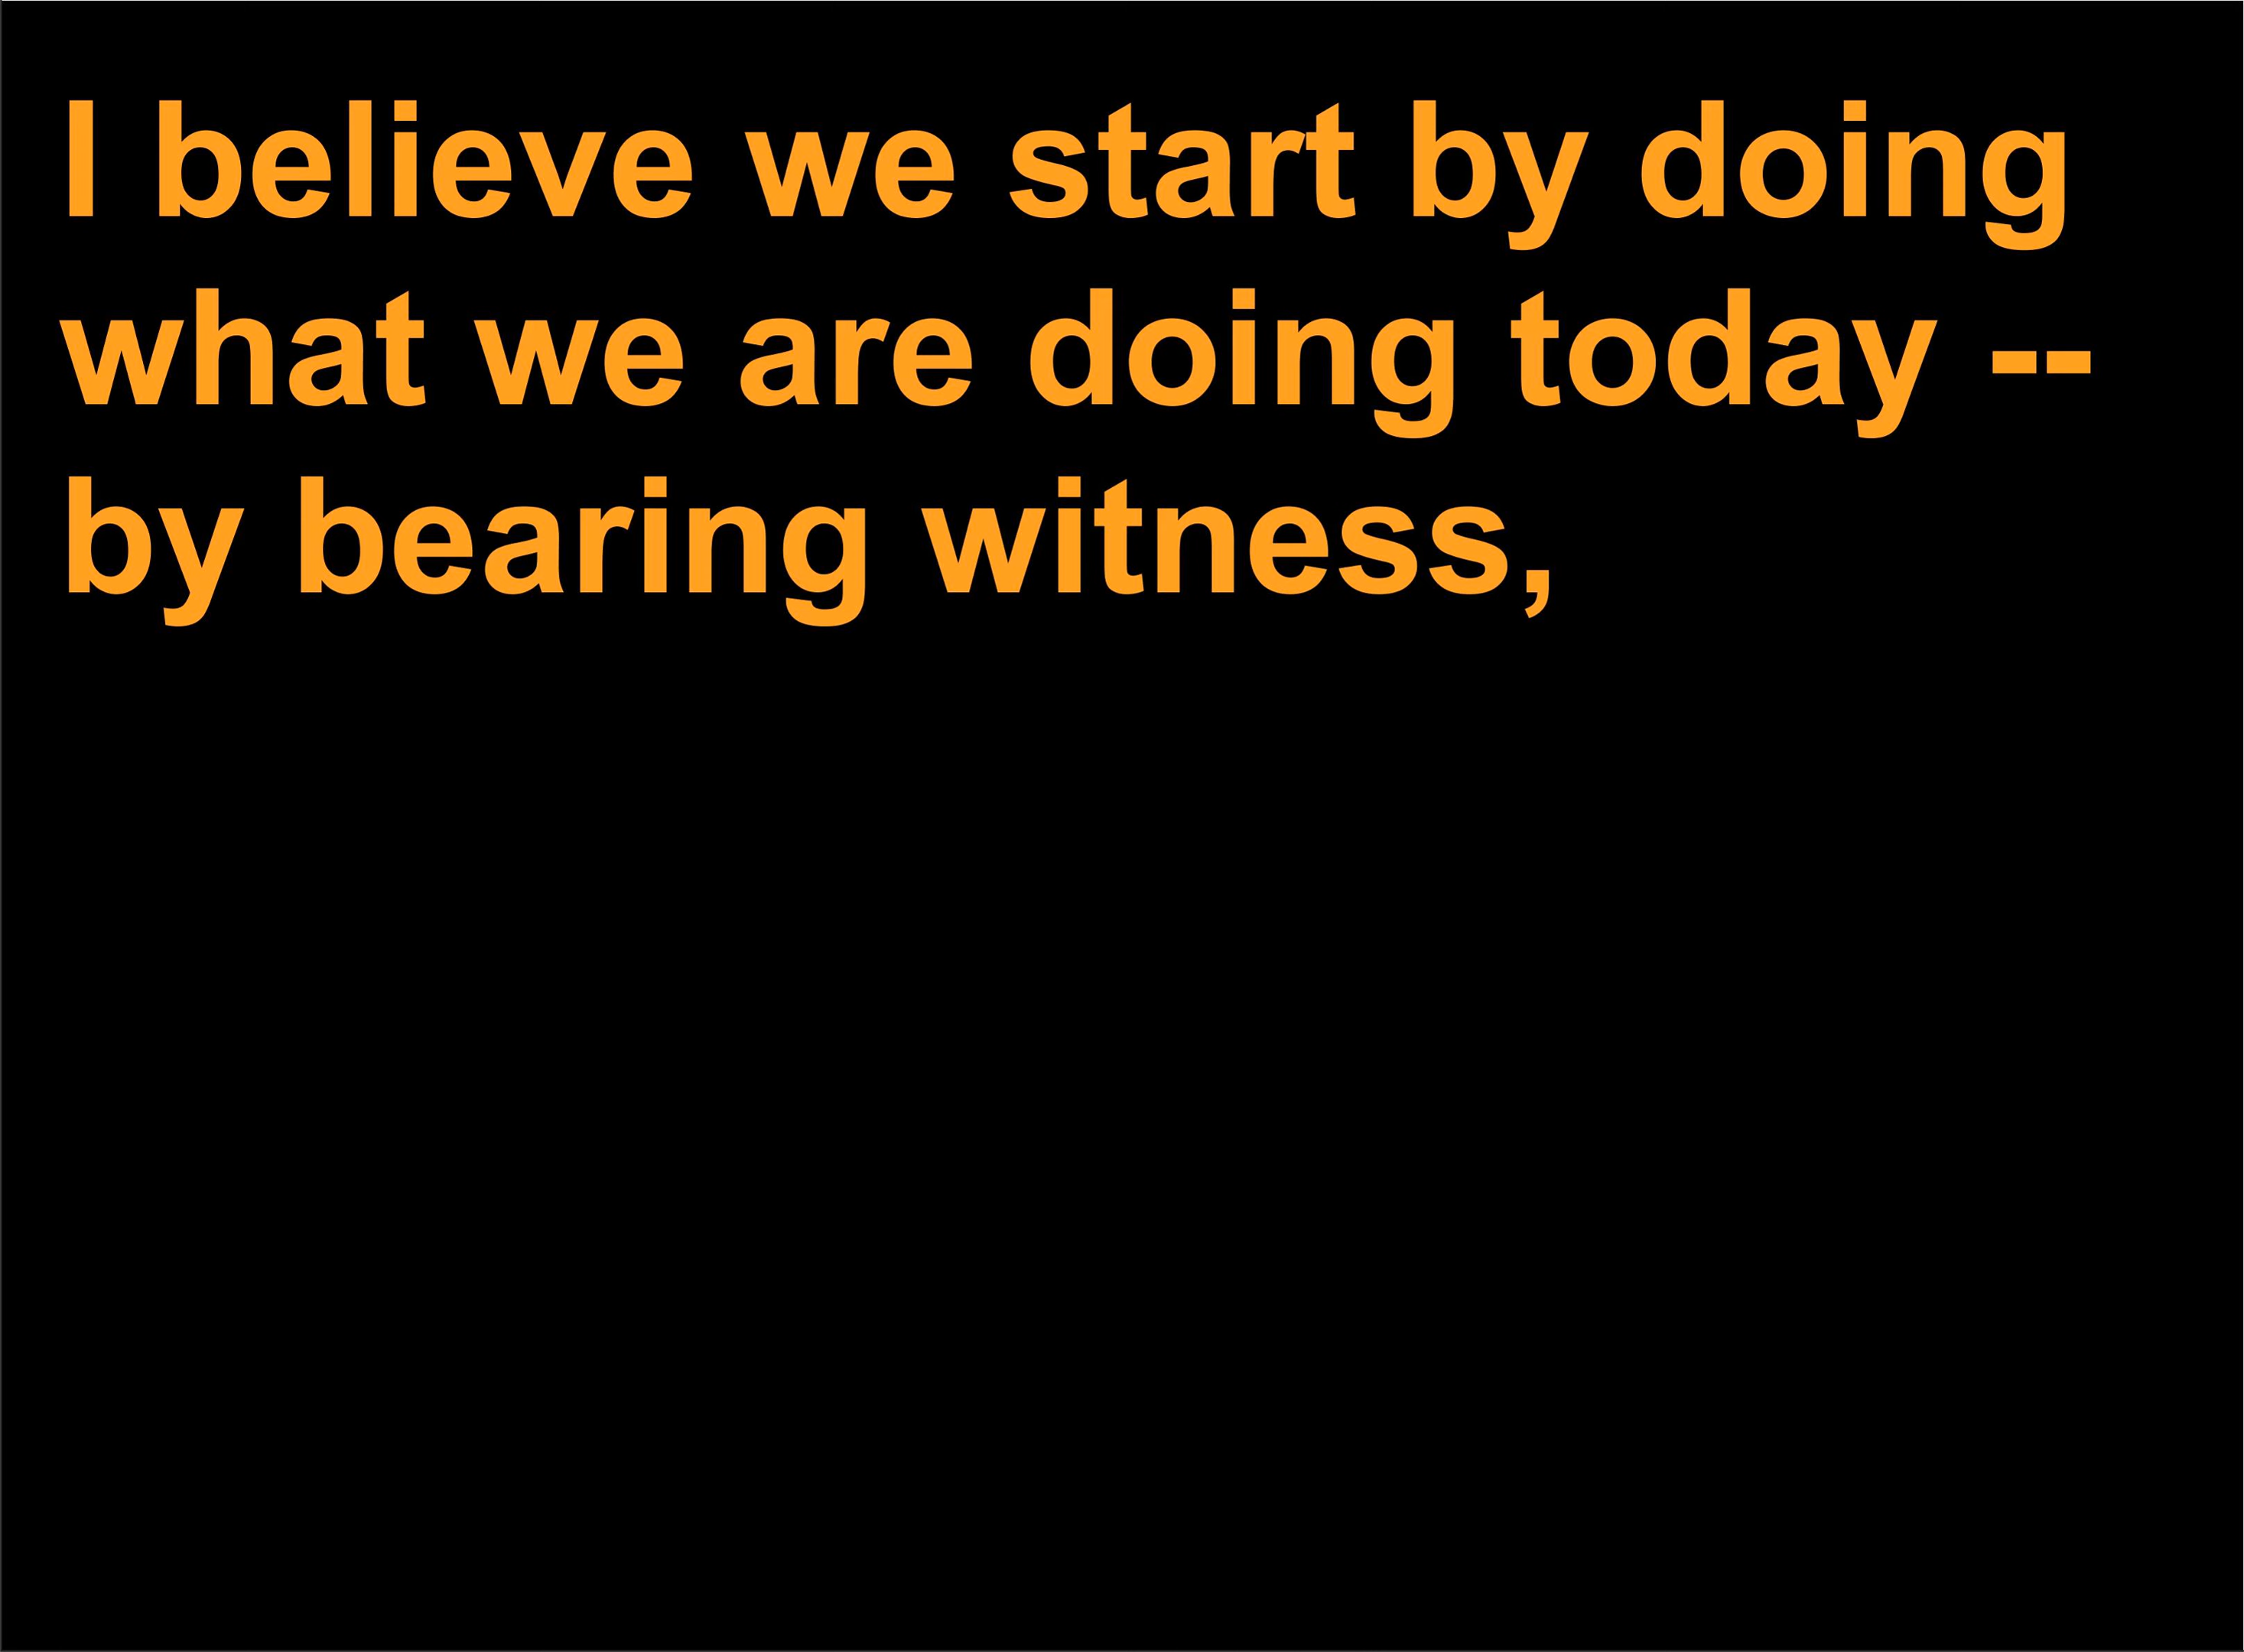 I believe we start by doing
what we are doing today --
by bearing witness,